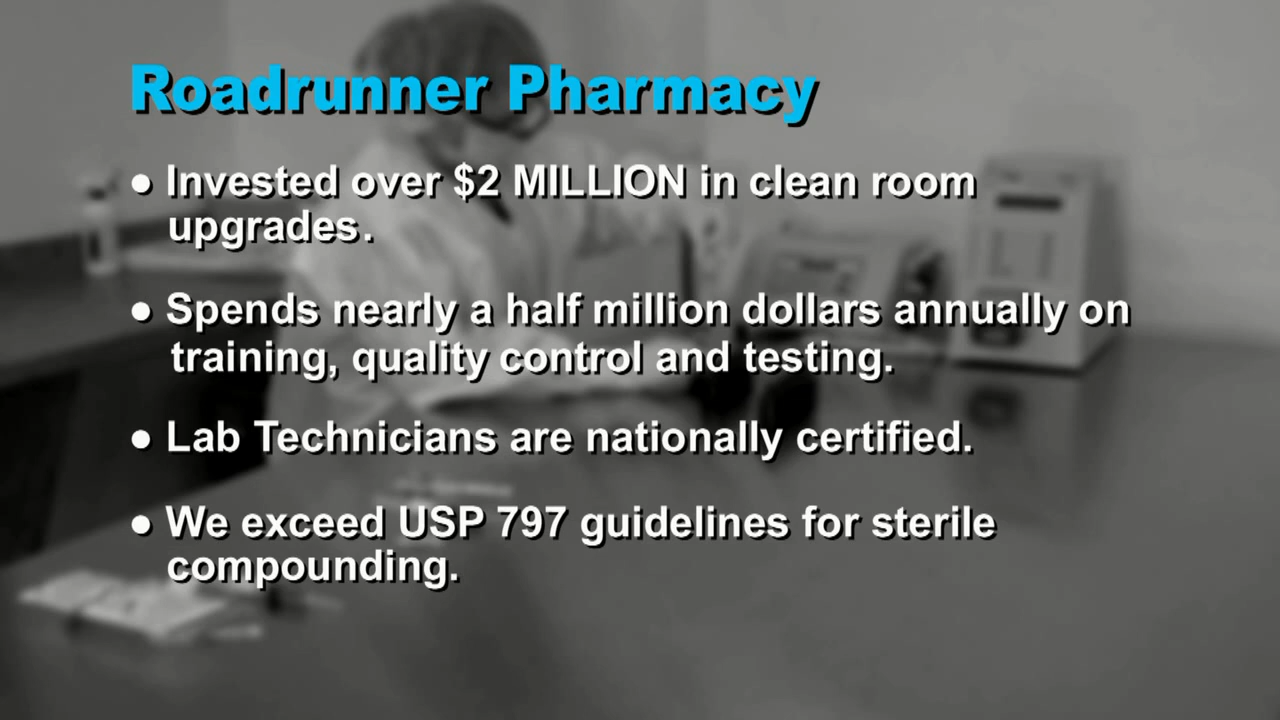 Roadrunner Pharmacy
● Invested over $2 MILLION in clean room
upgrades.
● Spends nearly a half million dollars annually on
training, quality control and testing.
● Lab Technicians are nationally certified.
● We exceed USP 797 guidelines for sterile
compounding.